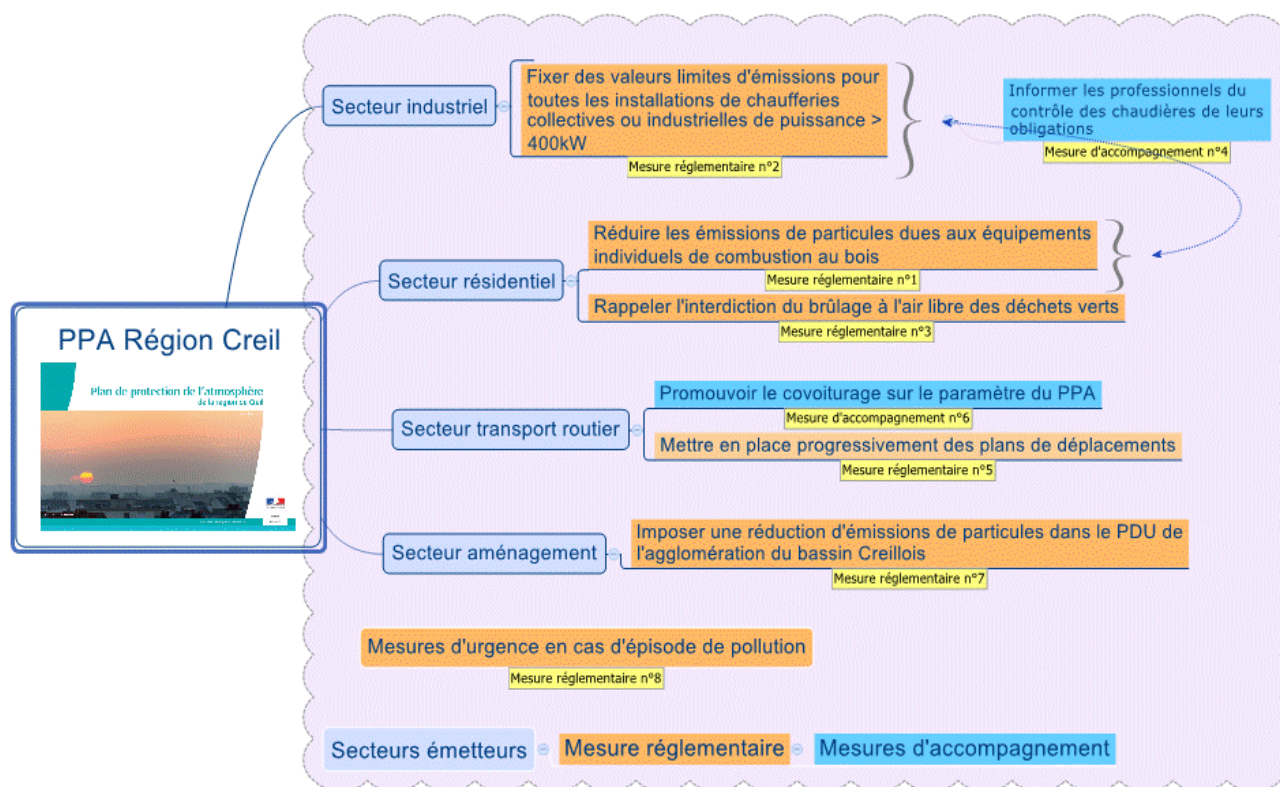 Secteur industriel
Fixer des valeurs limites d'émissions pour
toutes les installations de chaufferies
collectives ou industrielles de puissance >
400kW
Mesure réglementaire n°2
Informer les professionnels du
contrôle des chaudières de leurs
obligations
Mesure d'accompagnement n°4
Secteur résidentiel
Réduire les émissions de particules dues aux équipements
individuels de combustion au bois
Mesure réglementaire n°1
Rappeler l'interdiction du brûlage à l'air libre des déchets verts
Mesure réglementaire n°3
PPA Région Creil
Plan de protection de l'atmosphère
de la région de Creil
Secteur transport routier
Promouvoir le covoiturage sur le paramètre du PPA
Mesure d'accompagnement n°6
Mettre en place progressivement des plans de déplacements
Mesure réglementaire n°5
Secteur aménagement
Imposer une réduction d'émissions de particules dans le PDU de
l'agglomération du bassin Creillois
Mesure réglementaire n°7
Mesures d'urgence en cas d'épisode de pollution
Mesure réglementaire n°8
Secteurs émetteurs
Mesure réglementaire
Mesures d'accompagnement